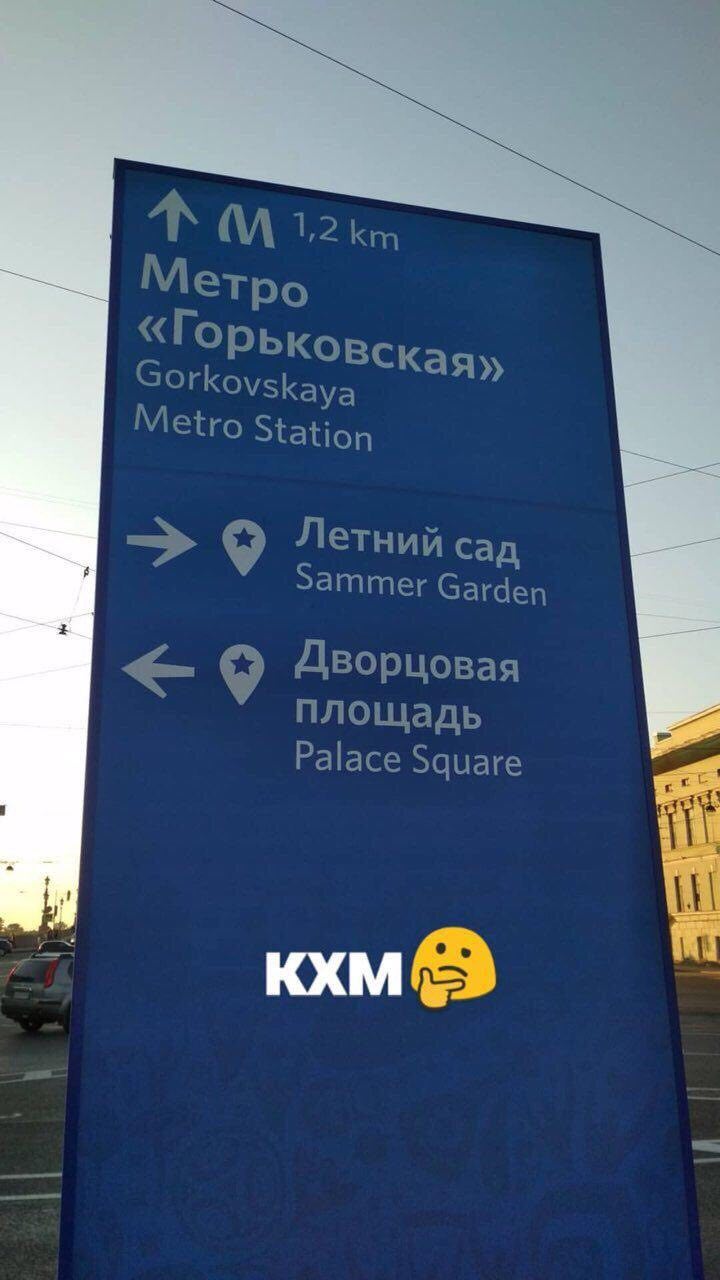 М 1,2 km
Метро
«Горьковская»
Gorkovskaya
Metro Station
Летний сад
Sammer Garden
Дворцовая
площадь
Palace Square
КХМ🤔